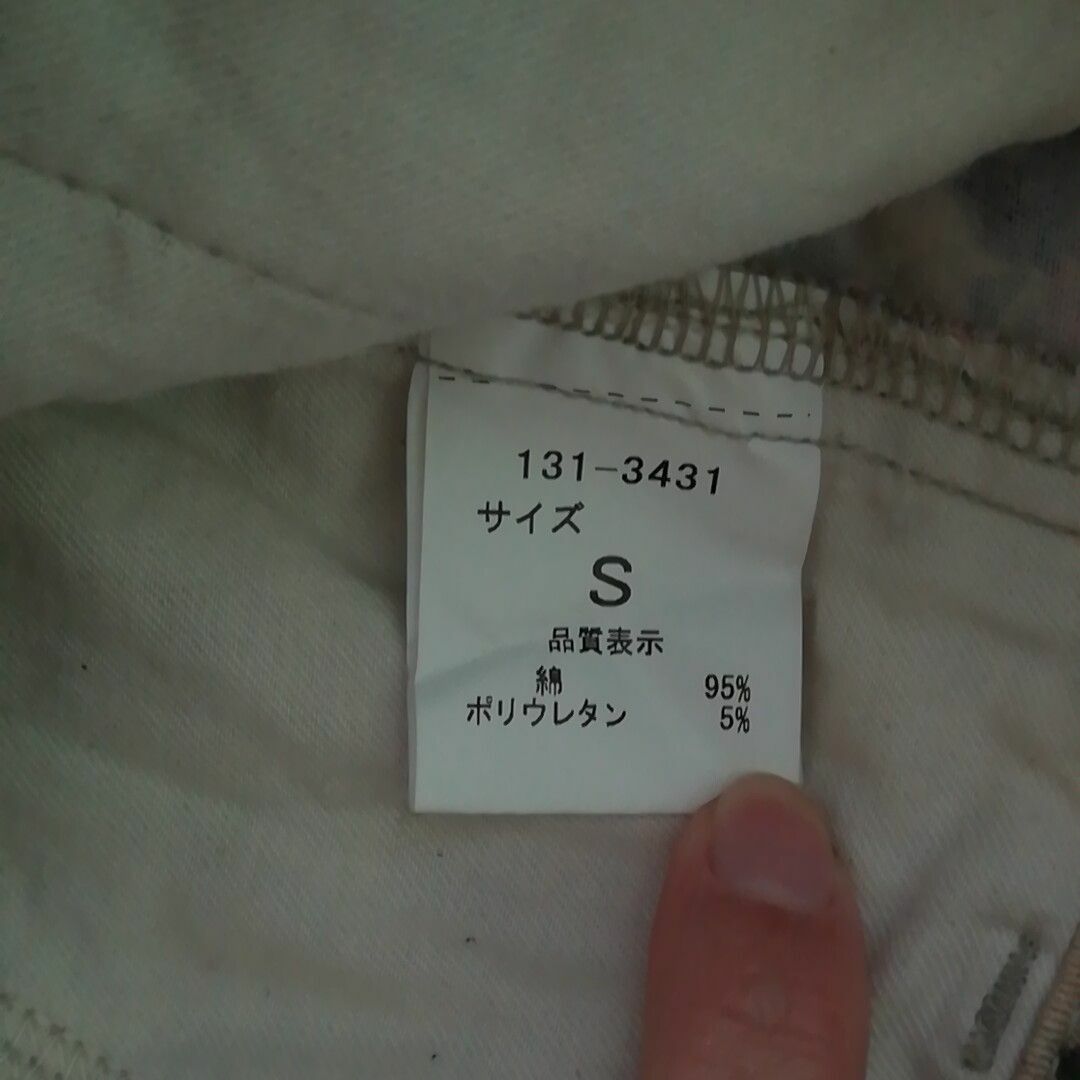 131-3431
サイズ
S
品質表示
綿 95%
ポリウレタン 5%